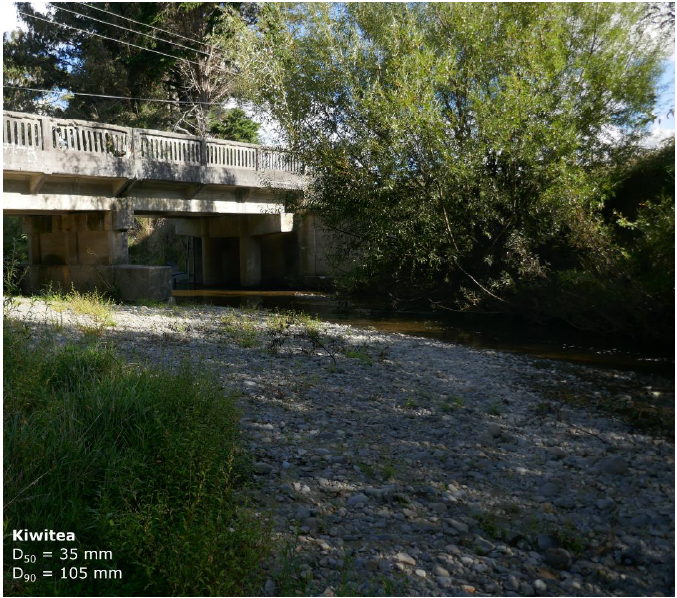 Kiwitea
D₅₀ = 35 mm
D₉₀ = 105 mm